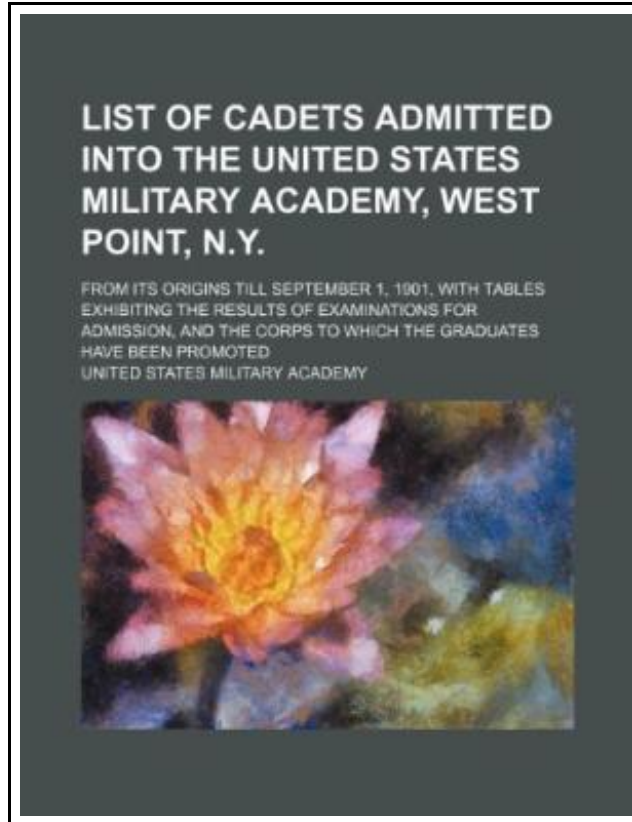 LIST OF CADETS ADMITTED
INTO THE UNITED STATES
MILITARY ACADEMY, WEST
POINT, N.Y.
FROM ITS ORIGINS TILL SEPTEMBER 1, 1901, WITH TABLES
EXHIBITING THE RESULTS OF EXAMINATIONS FOR
ADMISSION, AND THE CORPS TO WHICH THE GRADUATES
HAVE BEEN PROMOTED
UNITED STATES MILITARY ACADEMY